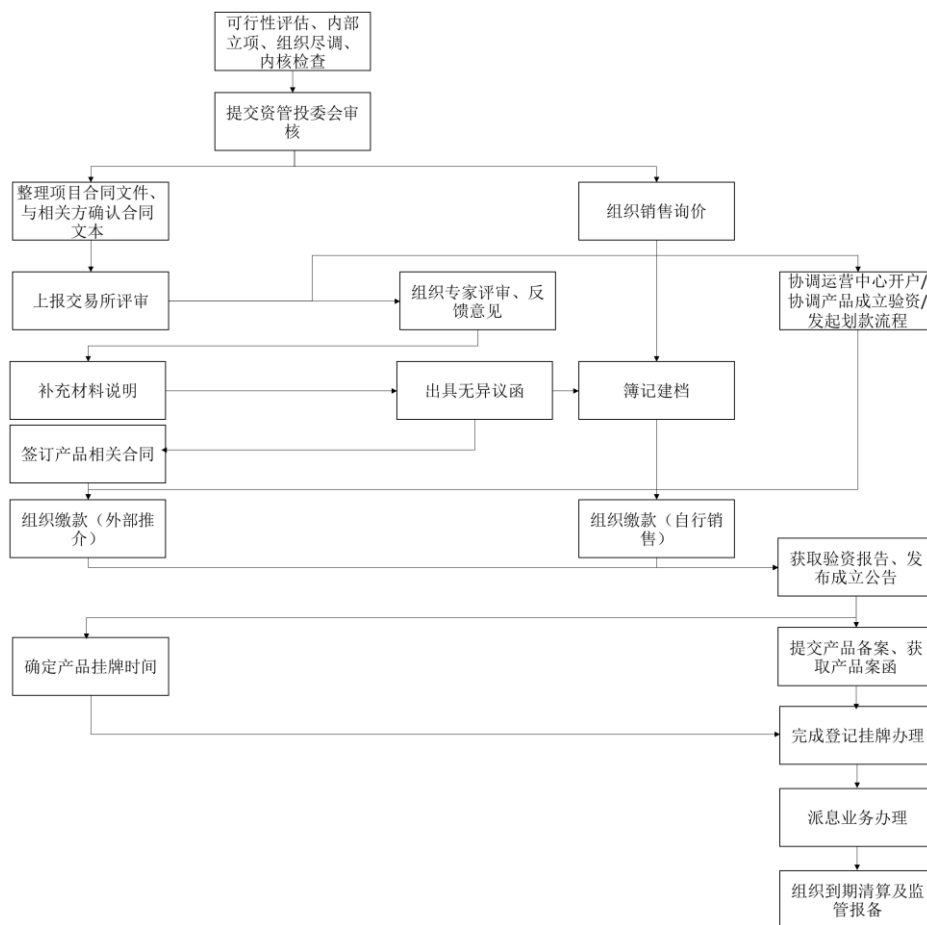 可行性评估、内部
立项、组织尽调、
内核检查
提交资管投委会审
核
整理项目合同文件、
与相关方确认合同
文本
组织销售询价
上报交易所评审
组织专家评审、反
馈意见
协调运营中心开户/
协调产品成立验资/
发起划款流程
补充材料说明
出具无异议函
簿记建档
签订产品相关合同
组织缴款（外部推
介）
组织缴款（自行销
售）
获取验资报告、发
布成立公告
确定产品挂牌时间
提交产品备案、获
取产品案函
完成登记挂牌办理
派息业务办理
组织到期清算及监
管报备